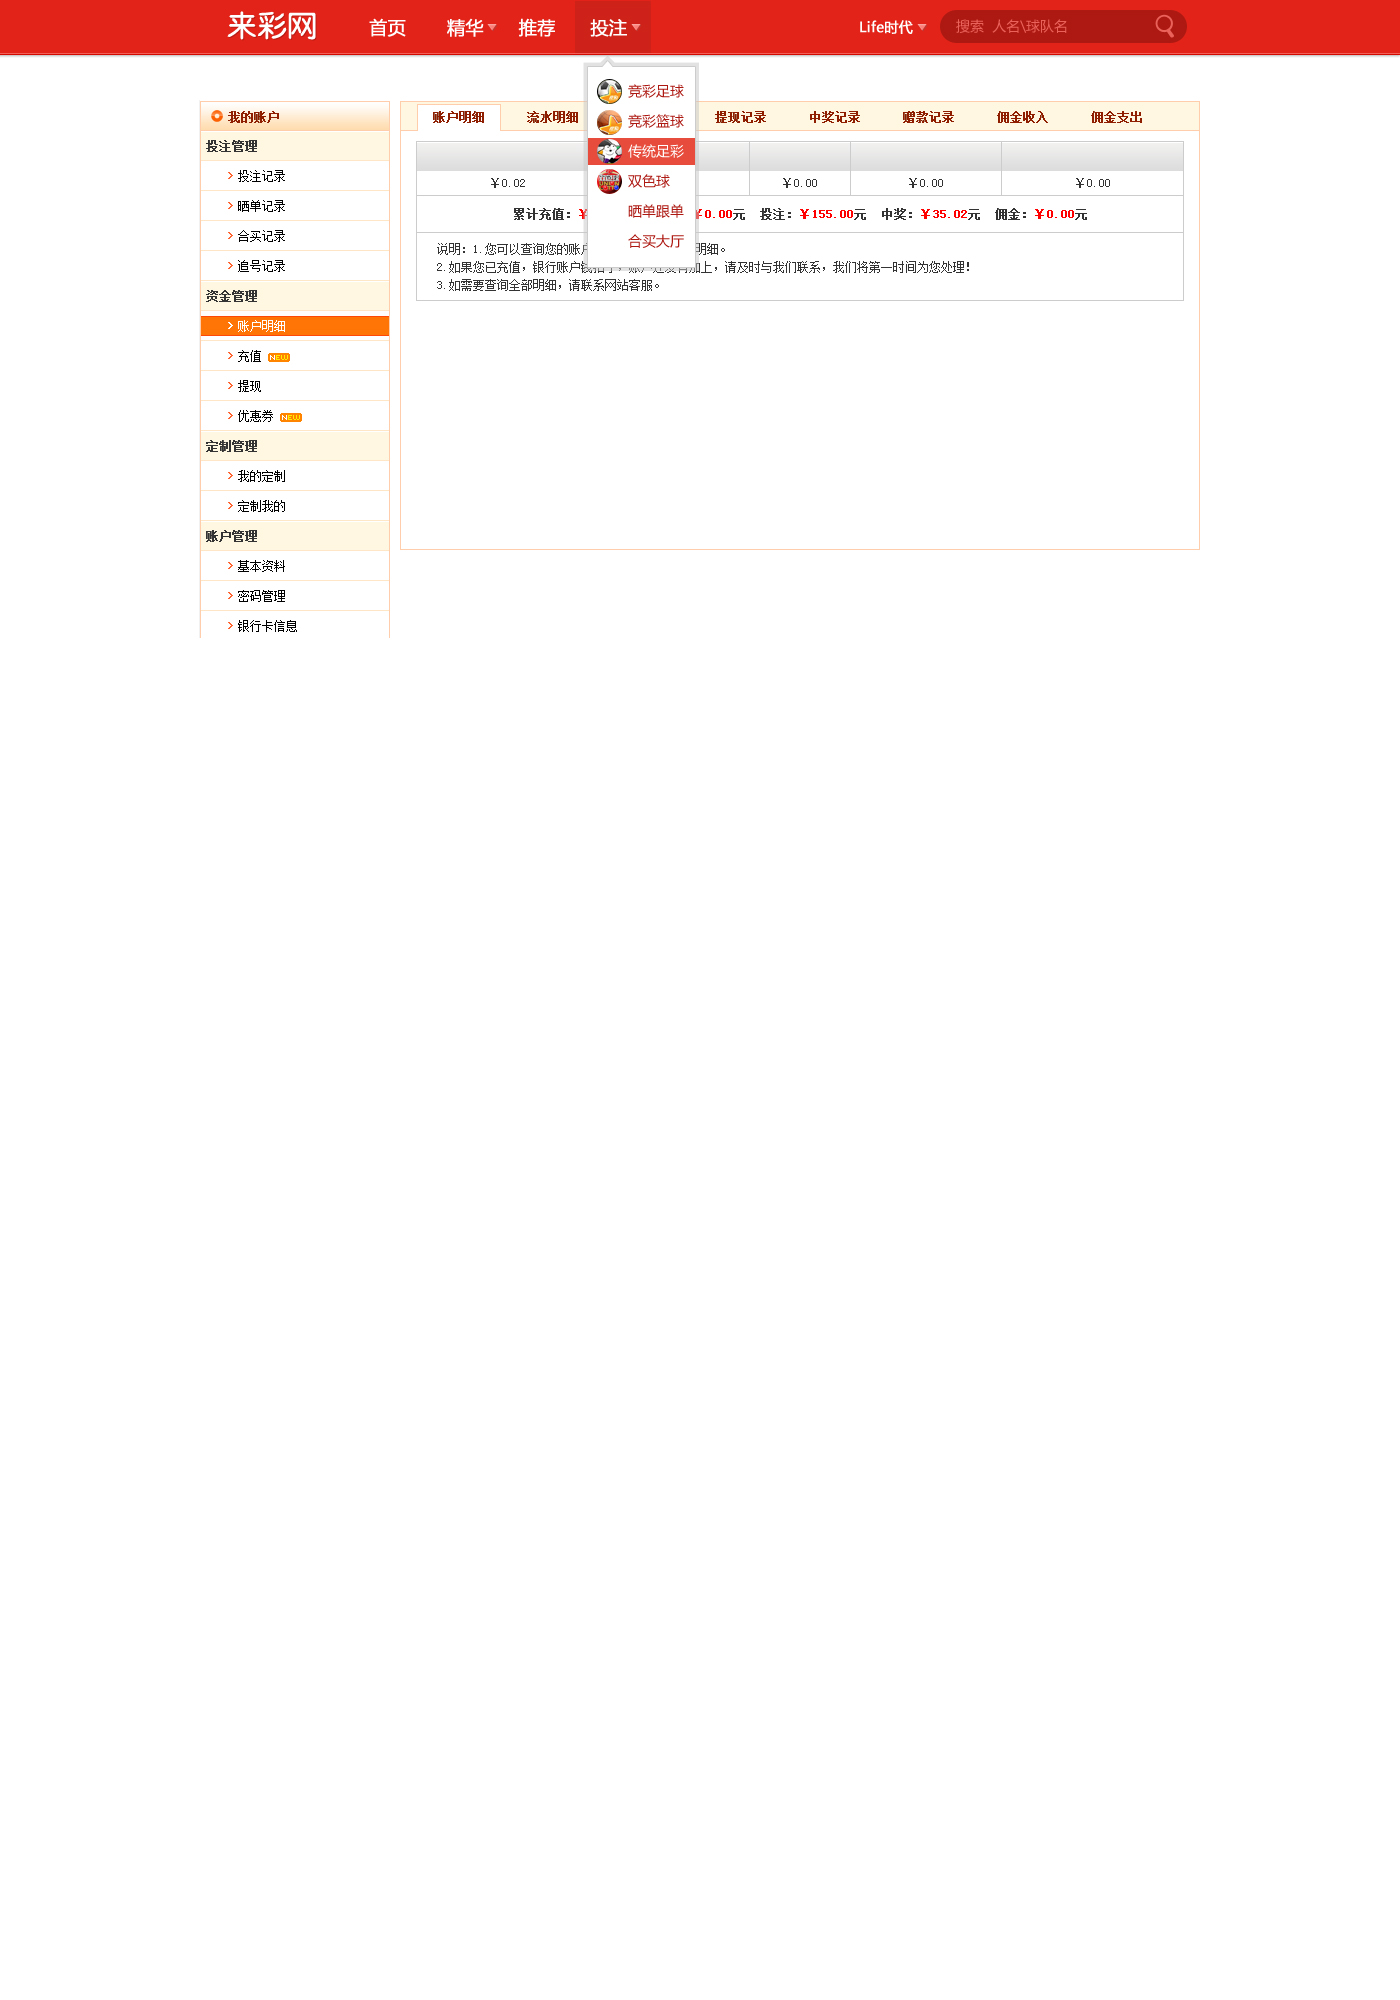 来彩网 首页 精华 推荐 投注 Life时代 搜索 人名\球队名
竞彩足球
竞彩篮球
传统足彩
双色球
晒单跟单
合买大厅
我的账户
投注管理
投注记录
晒单记录
合买记录
追号记录
资金管理
账户明细
充值 NEW
提现
优惠券 NEW
定制管理
我的定制
定制我的
账户管理
基本资料
密码管理
银行卡信息
账户明细 流水明细 提现记录 中奖记录 赠款记录 佣金收入 佣金支出
￥0.02 ￥0.00 ￥0.00 ￥0.00
累计充值：￥ ￥0.00元 投注：￥155.00元 中奖：￥35.02元 佣金：￥0.00元
说明：1.您可以查询您的账户 明细。
2.如果您已充值，银行账户钱扣了，账户还没有加上，请及时与我们联系，我们将第一时间为您处理！
3.如需要查询全部明细，请联系网站客服。